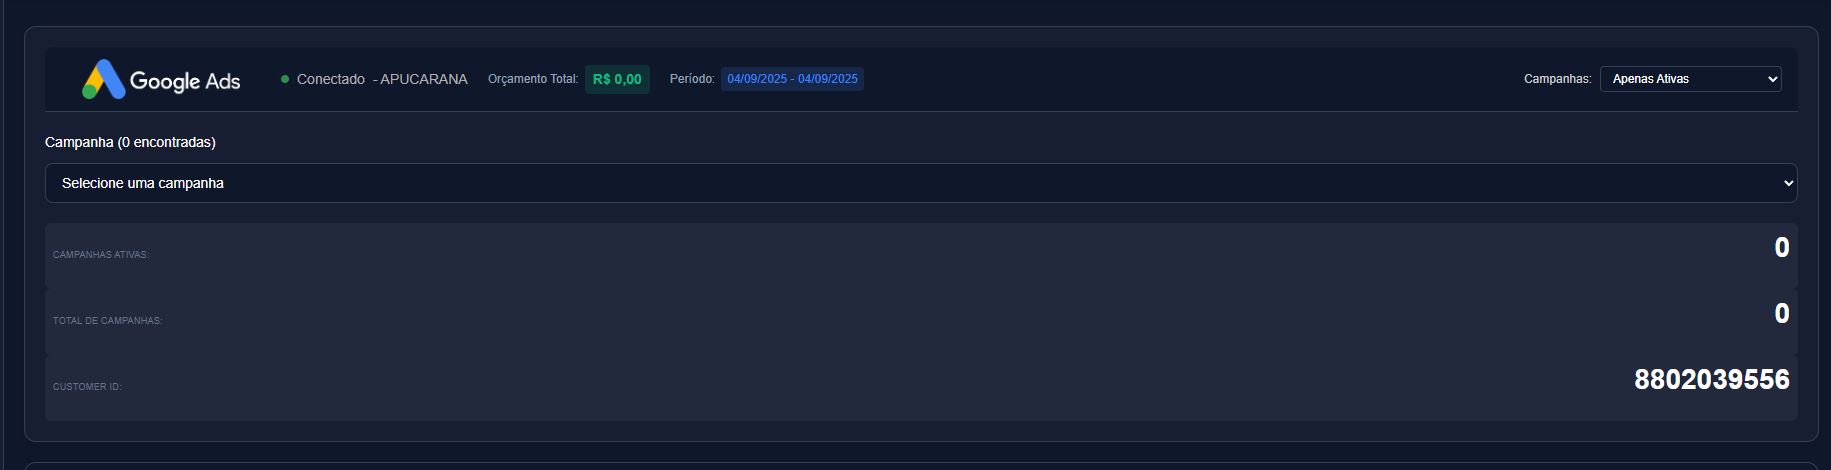 Google Ads
Conectado - APUCARANA
Orçamento Total: R$ 0,00
Período: 04/09/2025 - 04/09/2025
Campanhas: Apenas Ativas
Campanha (0 encontradas)
Selecione uma campanha
CAMPANHAS ATIVAS: 0
TOTAL DE CAMPANHAS: 0
CUSTOMER ID: 8802039556